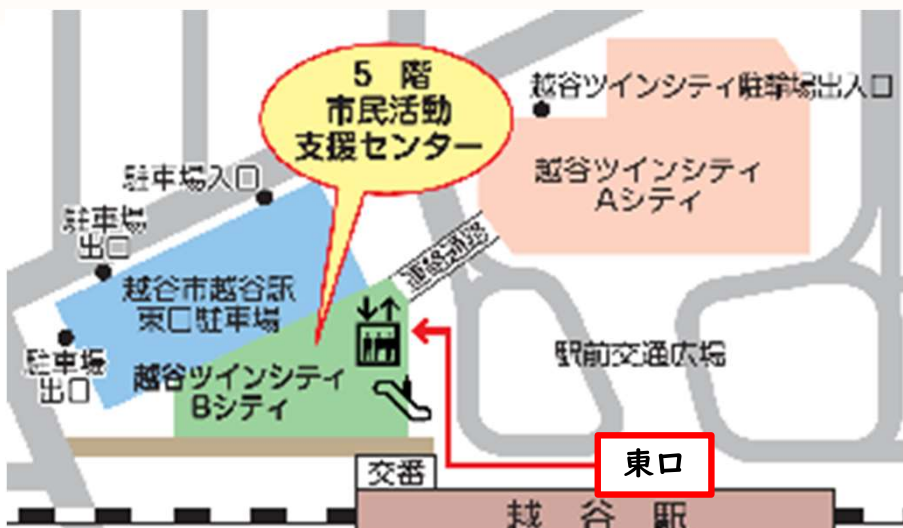 5 階
市民活動
支援センター
越谷ツインシティ駐輪場出入口
越谷ツインシティ
Aシティ
駐車場入口
駐車場
出口
連絡通路
越谷市越谷駅
東口駐車場
駐車場
出口
越谷ツインシティ
Bシティ
駅前交通広場
東口
交番
越 谷 駅